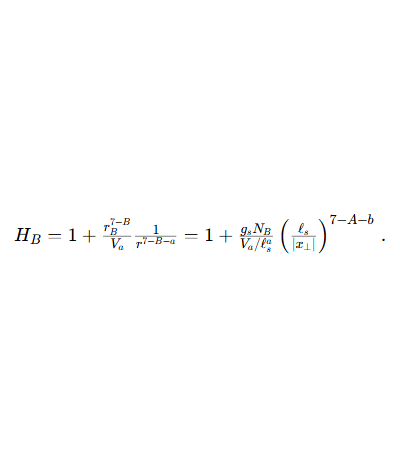 $H_B = 1 + \frac{r_B^{7-B}}{V_a} \frac{1}{r^{7-B-a}} = 1 + \frac{g_s N_B}{V_a/\ell_s^a} \left( \frac{\ell_s}{|x_\perp|} \right)^{7-A-b} .$